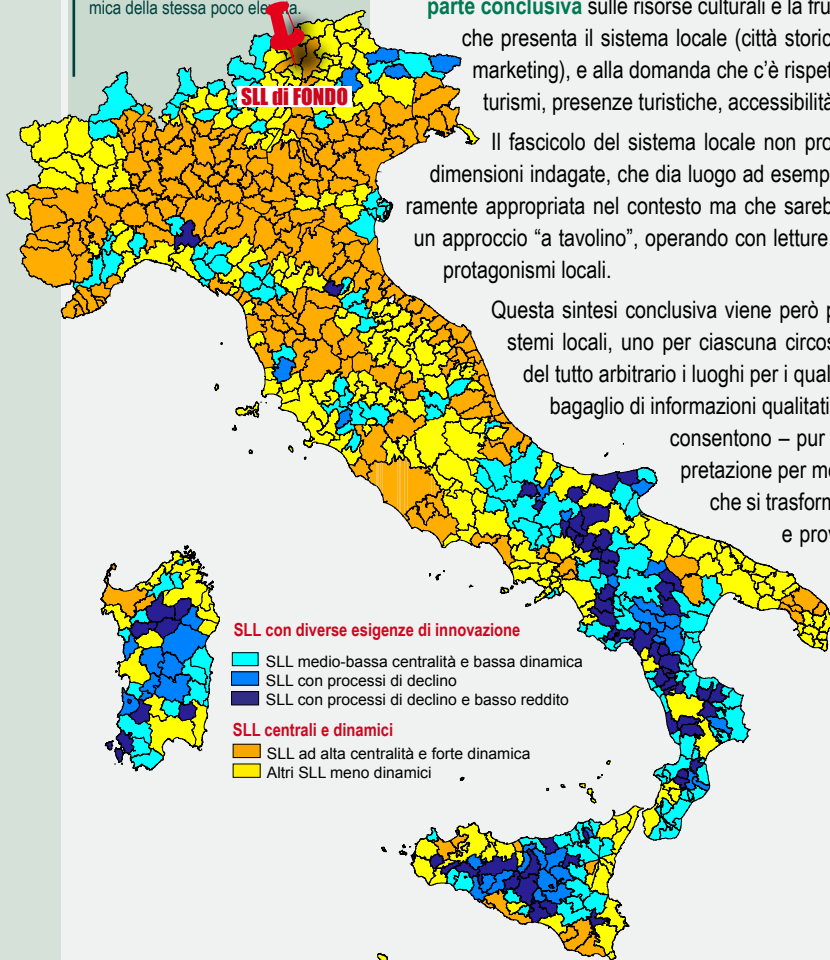 mica della stessa poco elevata.
parte conclusiva sulle risorse culturali e la fru
che presenta il sistema locale (città storic
marketing), e alla domanda che c'è rispet
turismi, presenze turistiche, accessibilità
Il fascicolo del sistema locale non pro
dimensioni indagate, che dia luogo ad esemp
ramente appropriata nel contesto ma che sareb
un approccio “a tavolino”, operando con letture
protagonismi locali.
Questa sintesi conclusiva viene però p
stemi locali, uno per ciascuna circos
del tutto arbitrario i luoghi per i qual
bagaglio di informazioni qualitati
consentono – pur
pretazione per me
che si trasform
e prov
SLL di FONDO
SLL con diverse esigenze di innovazione
SLL medio-bassa centralità e bassa dinamica
SLL con processi di declino
SLL con processi di declino e basso reddito
SLL centrali e dinamici
SLL ad alta centralità e forte dinamica
Altri SLL meno dinamici